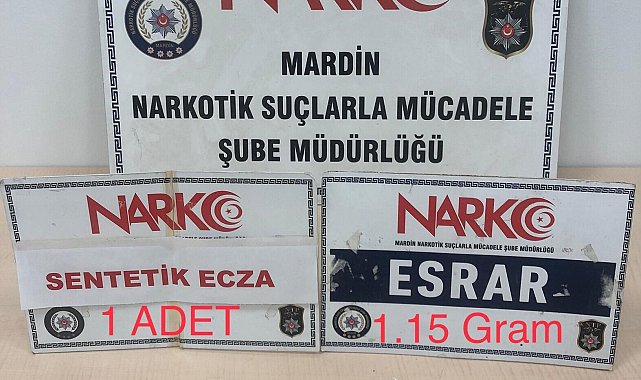 NARKO
MARDİN
NARKOTİK SUÇLARLA MÜCADELE
ŞUBE MÜDÜRLÜĞÜ
NARKO
SENTETİK ECZA
1 ADET
NARKO
MARDİN NARKOTİK SUÇLARLA MÜCADELE ŞUBE MÜDÜRLÜĞÜ
ESRAR
1.15 Gram